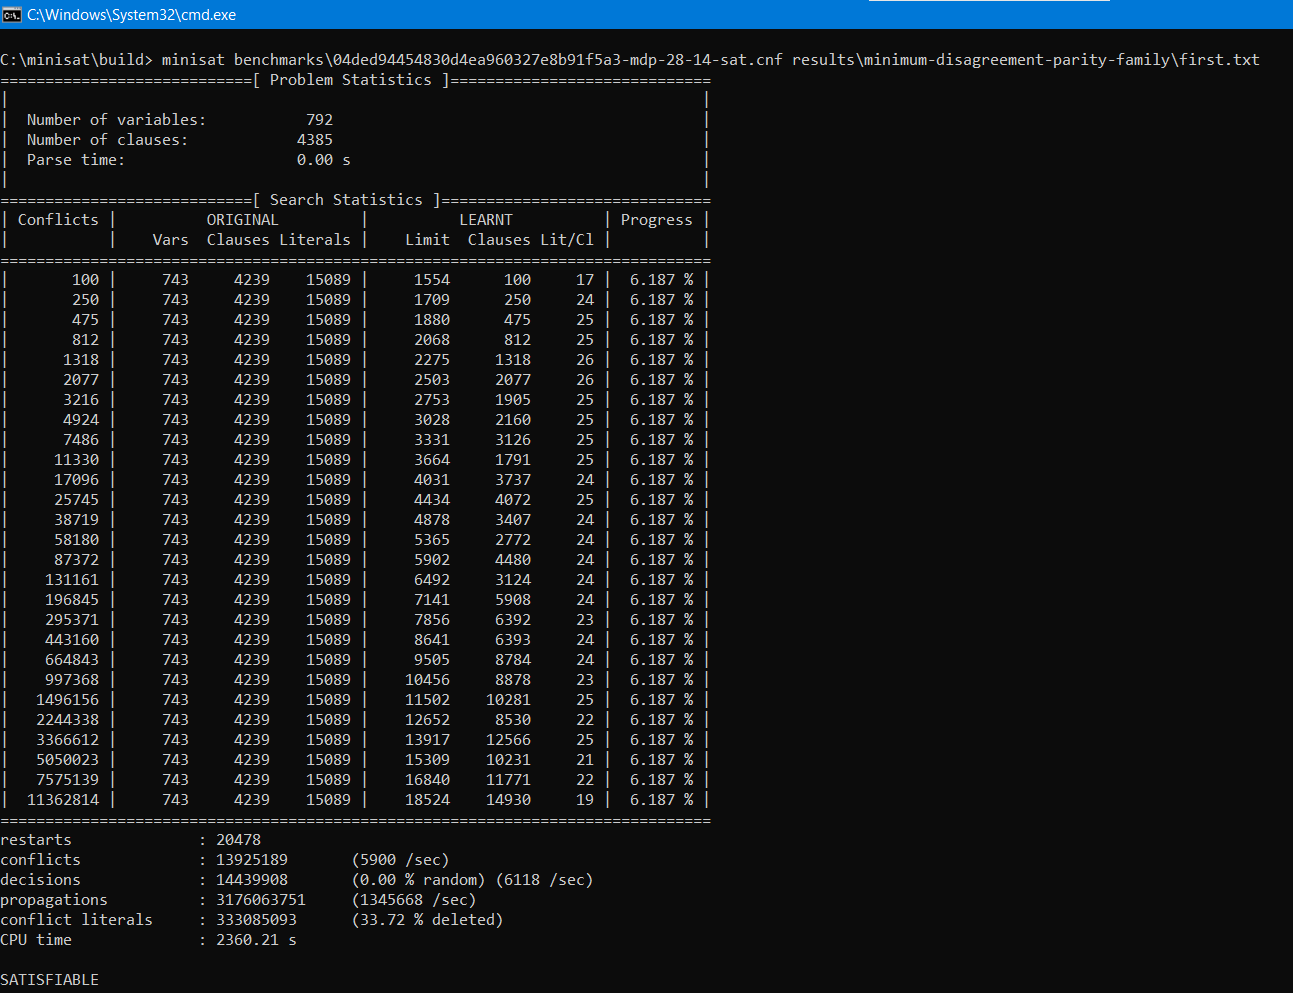 C:\Windows\System32\cmd.exe
C:\minisat\build> minisat benchmarks\04ded94454830d4ea960327e8b91f5a3-mdp-28-14-sat.cnf results\minimum-disagreement-parity-family\first.txt
============================[ Problem Statistics ]=============================
|                                                                             |
|  Number of variables:           792                                         |
|  Number of clauses:            4385                                         |
|  Parse time:                   0.00 s                                       |
|                                                                             |
============================[ Search Statistics ]==============================
| Conflicts |          ORIGINAL         |          LEARNT          | Progress |
|           |    Vars  Clauses Literals |    Limit  Clauses Lit/Cl |          |
===============================================================================
|       100 |     743     4239    15089 |     1554      100     17 |  6.187 % |
|       250 |     743     4239    15089 |     1709      250     24 |  6.187 % |
|       475 |     743     4239    15089 |     1880      475     25 |  6.187 % |
|       812 |     743     4239    15089 |     2068      812     25 |  6.187 % |
|      1318 |     743     4239    15089 |     2275     1318     26 |  6.187 % |
|      2077 |     743     4239    15089 |     2503     2077     26 |  6.187 % |
|      3216 |     743     4239    15089 |     2753     1905     25 |  6.187 % |
|      4924 |     743     4239    15089 |     3028     2160     25 |  6.187 % |
|      7486 |     743     4239    15089 |     3331     3126     25 |  6.187 % |
|     11330 |     743     4239    15089 |     3664     1791     25 |  6.187 % |
|     17096 |     743     4239    15089 |     4031     3737     24 |  6.187 % |
|     25745 |     743     4239    15089 |     4434     4072     25 |  6.187 % |
|     38719 |     743     4239    15089 |     4878     3407     24 |  6.187 % |
|     58180 |     743     4239    15089 |     5365     2772     24 |  6.187 % |
|     87372 |     743     4239    15089 |     5902     4480     24 |  6.187 % |
|    131161 |     743     4239    15089 |     6492     3124     24 |  6.187 % |
|    196845 |     743     4239    15089 |     7141     5908     24 |  6.187 % |
|    295371 |     743     4239    15089 |     7856     6392     23 |  6.187 % |
|    443160 |     743     4239    15089 |     8641     6393     24 |  6.187 % |
|    664843 |     743     4239    15089 |     9505     8784     24 |  6.187 % |
|    997368 |     743     4239    15089 |    10456     8878     23 |  6.187 % |
|   1496156 |     743     4239    15089 |    11502    10281     25 |  6.187 % |
|   2244338 |     743     4239    15089 |    12652     8530     22 |  6.187 % |
|   3366612 |     743     4239    15089 |    13917    12566     25 |  6.187 % |
|   5050023 |     743     4239    15089 |    15309    10231     21 |  6.187 % |
|   7575139 |     743     4239    15089 |    16840    11771     22 |  6.187 % |
|  11362814 |     743     4239    15089 |    18524    14930     19 |  6.187 % |
===============================================================================
restarts              : 20478
conflicts             : 13925189       (5900 /sec)
decisions             : 14439908       (0.00 % random) (6118 /sec)
propagations          : 3176063751     (1345668 /sec)
conflict literals     : 333085093      (33.72 % deleted)
CPU time              : 2360.21 s
SATISFIABLE